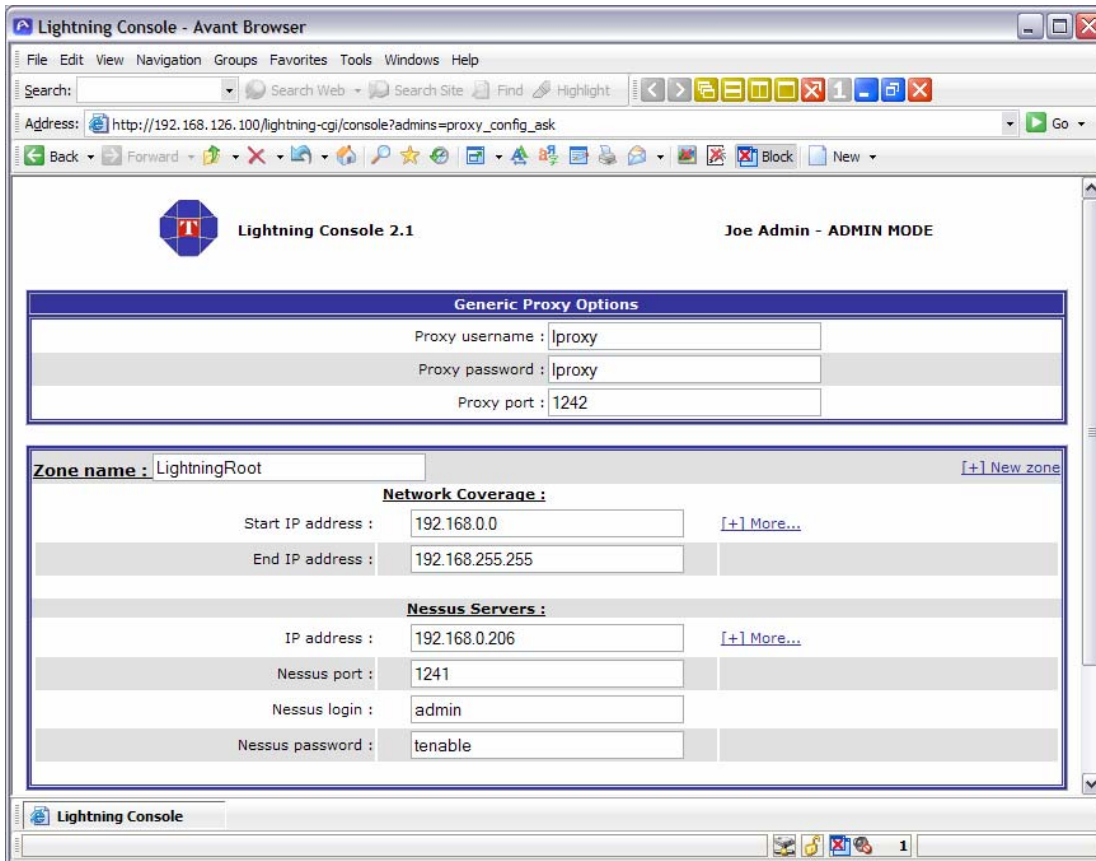 Lightning Console - Avant Browser
File Edit View Navigation Groups Favorites Tools Windows Help
Search: Search Web Search Site Find Highlight 1
Address: http://192.168.126.100/lightning-cgi/console?admins=proxy_config_ask Go
Back Forward Block New
T Lightning Console 2.1 Joe Admin - ADMIN MODE
Generic Proxy Options
Proxy username : lproxy
Proxy password : lproxy
Proxy port : 1242
Zone name : LightningRoot [+] New zone
Network Coverage :
Start IP address : 192.168.0.0 [+] More...
End IP address : 192.168.255.255
Nessus Servers :
IP address : 192.168.0.206 [+] More...
Nessus port : 1241
Nessus login : admin
Nessus password : tenable
Lightning Console
1